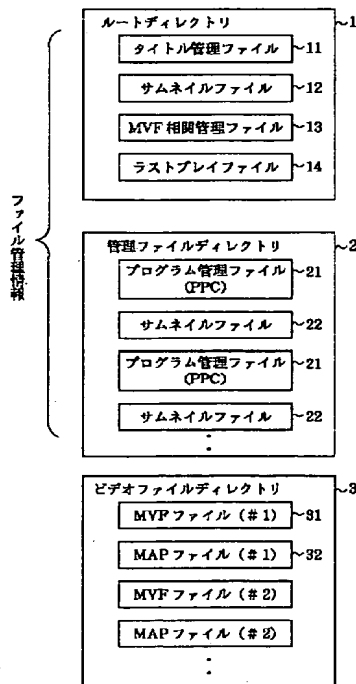 ルートディレクトリ ～1
タイトル管理ファイル ～11
サムネイルファイル ～12
MVF相関管理ファイル ～13
ラストプレイファイル ～14
ファイル管理情報
管理ファイルディレクトリ ～2
プログラム管理ファイル ～21
(PPC)
サムネイルファイル ～22
プログラム管理ファイル ～21
(PPC)
サムネイルファイル ～22
ビデオファイルディレクトリ ～3
MVFファイル（#1） ～31
MAPファイル（#1） ～32
MVFファイル（#2）
MAPファイル（#2）